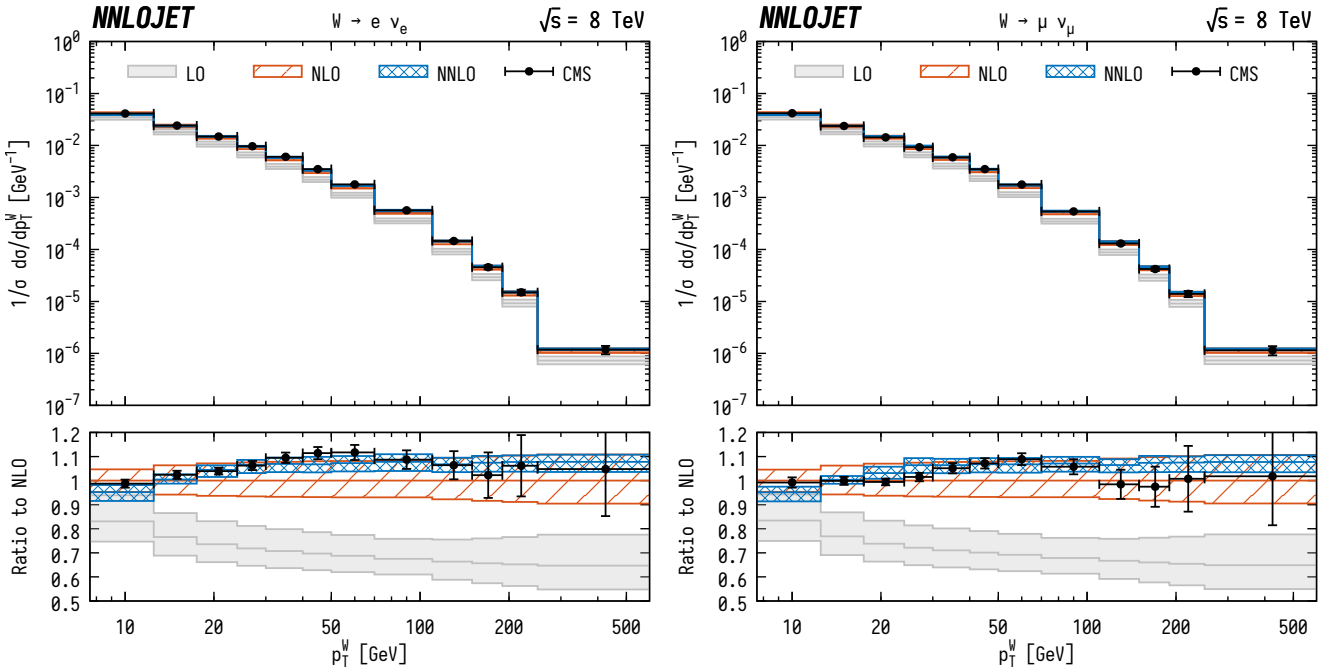 NNLOJET W → e νe √s = 8 TeV
LO NLO NNLO CMS
1/σ dσ/dp_T^W [GeV⁻¹]
10⁰
10⁻¹
10⁻²
10⁻³
10⁻⁴
10⁻⁵
10⁻⁶
10⁻⁷
Ratio to NLO
1.2
1.1
1
0.9
0.8
0.7
0.6
0.5
10 20 50 100 200 500
p_T^W [GeV]
NNLOJET W → μ νμ √s = 8 TeV
LO NLO NNLO CMS
1/σ dσ/dp_T^W [GeV⁻¹]
10⁰
10⁻¹
10⁻²
10⁻³
10⁻⁴
10⁻⁵
10⁻⁶
10⁻⁷
Ratio to NLO
1.2
1.1
1
0.9
0.8
0.7
0.6
0.5
10 20 50 100 200 500
p_T^W [GeV]